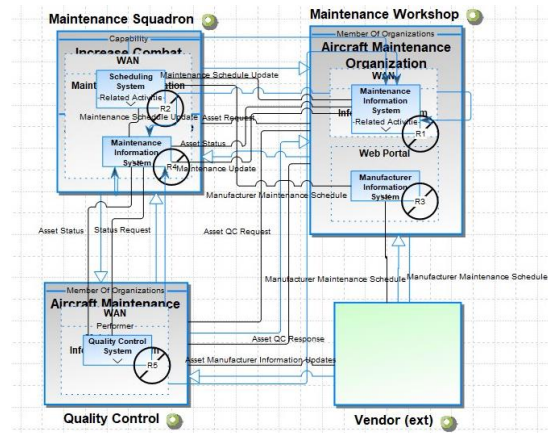 Maintenance Squadron
Maintenance Workshop
Capability
Increase Combat
WAN
Scheduling
System
Related Activitie
R2
Maintenance Schedule Update
Maintenance Schedule Update
Asset Request
Maintenance
Information
System
R4
Asset Status
Maintenance Update
Member Of Organizations
Aircraft Maintenance
Organization
WAN
Maintenance
Information
System
Related Activitie
R1
Web Portal
Manufacturer
Information
System
R3
Manufacturer Maintenance Schedule
Asset Status
Status Request
Asset QC Request
Manufacturer Maintenance Schedule
Manufacturer Maintenance Schedule
Member Of Organizations
Aircraft Maintenance
WAN
Performer
Quality Control
System
R5
Asset QC Response
Asset Manufacturer Information Updates
Quality Control
Vendor (ext)